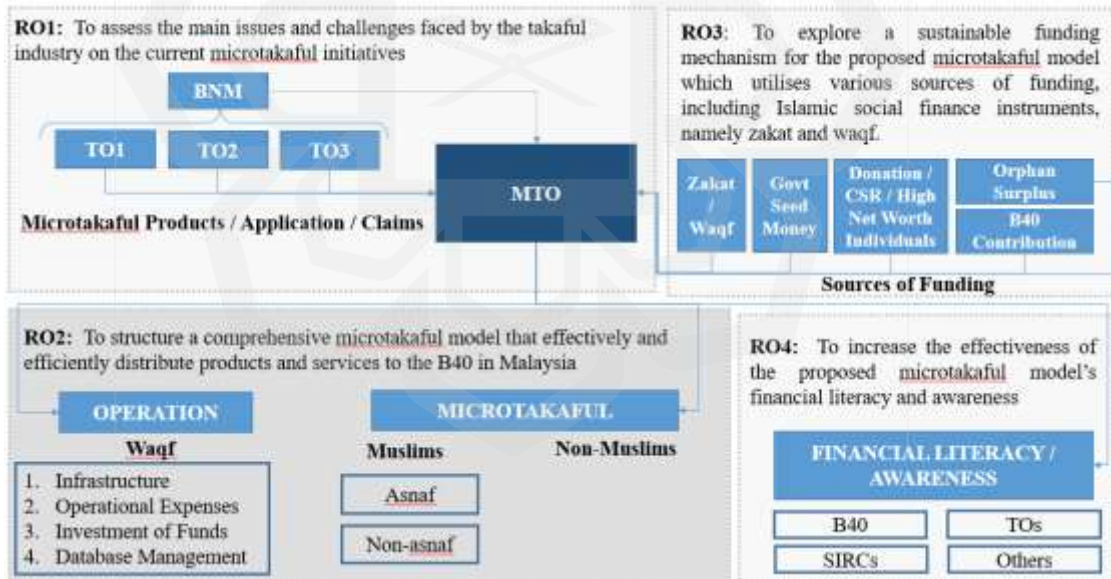 RO1: To assess the main issues and challenges faced by the takaful
industry on the current microtakaful initiatives
BNM
TO1
TO2
TO3
MTO
Microtakaful Products / Application / Claims
RO3: To explore a sustainable funding
mechanism for the proposed microtakaful model
which utilises various sources of funding,
including Islamic social finance instruments,
namely zakat and waqf.
Zakat
/
Waqf
Govt
Seed
Money
Donation /
CSR / High
Net Worth
Individuals
Orphan
Surplus
B40
Contribution
Sources of Funding
RO2: To structure a comprehensive microtakaful model that effectively and
efficiently distribute products and services to the B40 in Malaysia
OPERATION
Waqf
1. Infrastructure
2. Operational Expenses
3. Investment of Funds
4. Database Management
MICROTAKAFUL
Muslims
Non-Muslims
Asnaf
Non-asnaf
RO4: To increase the effectiveness of
the proposed microtakaful model's
financial literacy and awareness
FINANCIAL LITERACY /
AWARENESS
B40
TOs
SIRCs
Others